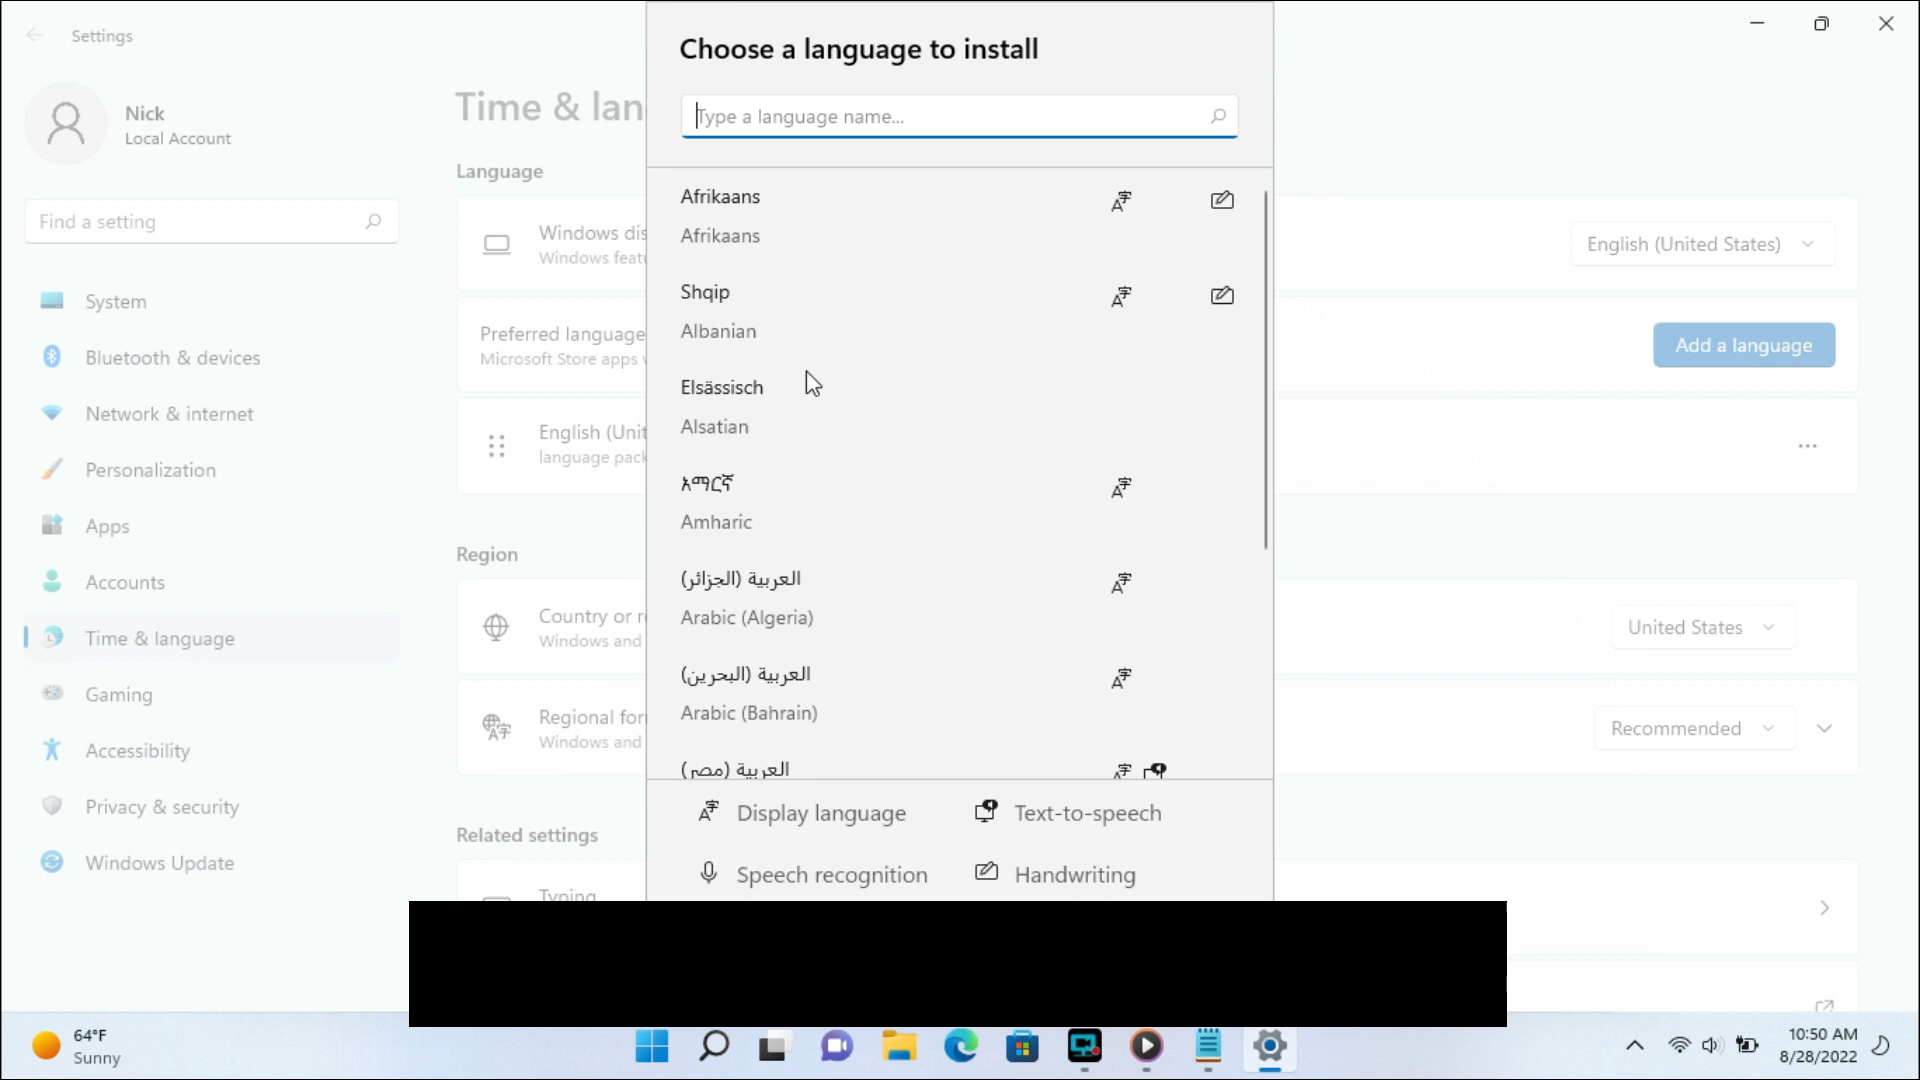 Settings
Nick
Local Account
Find a setting
System
Bluetooth & devices
Network & internet
Personalization
Apps
Accounts
Time & language
Gaming
Accessibility
Privacy & security
Windows Update
Time & lan
Language
Windows dis
Windows featu
English (United States)
Preferred language
Microsoft Store apps
Add a language
English (Unit
language pack
Region
Country or r
Windows and
United States
Regional for
Windows and
Recommended
Related settings
Typing
Choose a language to install
Type a language name...
Afrikaans
Afrikaans
Shqip
Albanian
Elsässisch
Alsatian
አማርኛ
Amharic
العربية (الجزائر)
Arabic (Algeria)
العربية (البحرين)
Arabic (Bahrain)
العربية (مصر)
Display language
Text-to-speech
Speech recognition
Handwriting
64°F
Sunny
10:50 AM
8/28/2022